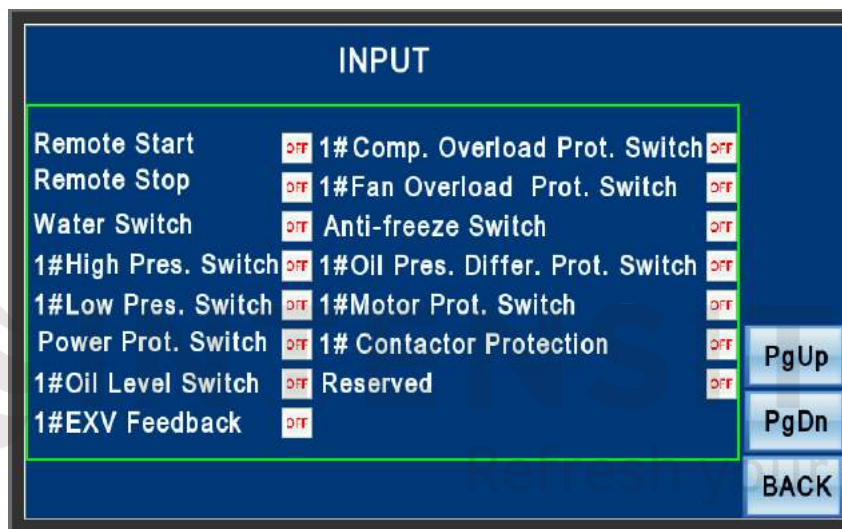 INPUT
Remote Start OFF 1#Comp. Overload Prot. Switch OFF
Remote Stop OFF 1#Fan Overload Prot. Switch OFF
Water Switch OFF Anti-freeze Switch OFF
1#High Pres. Switch OFF 1#Oil Pres. Differ. Prot. Switch OFF
1#Low Pres. Switch OFF 1#Motor Prot. Switch OFF
Power Prot. Switch OFF 1# Contactor Protection OFF
1#Oil Level Switch OFF Reserved OFF
1#EXV Feedback OFF
PgUp
PgDn
BACK
Refresh your